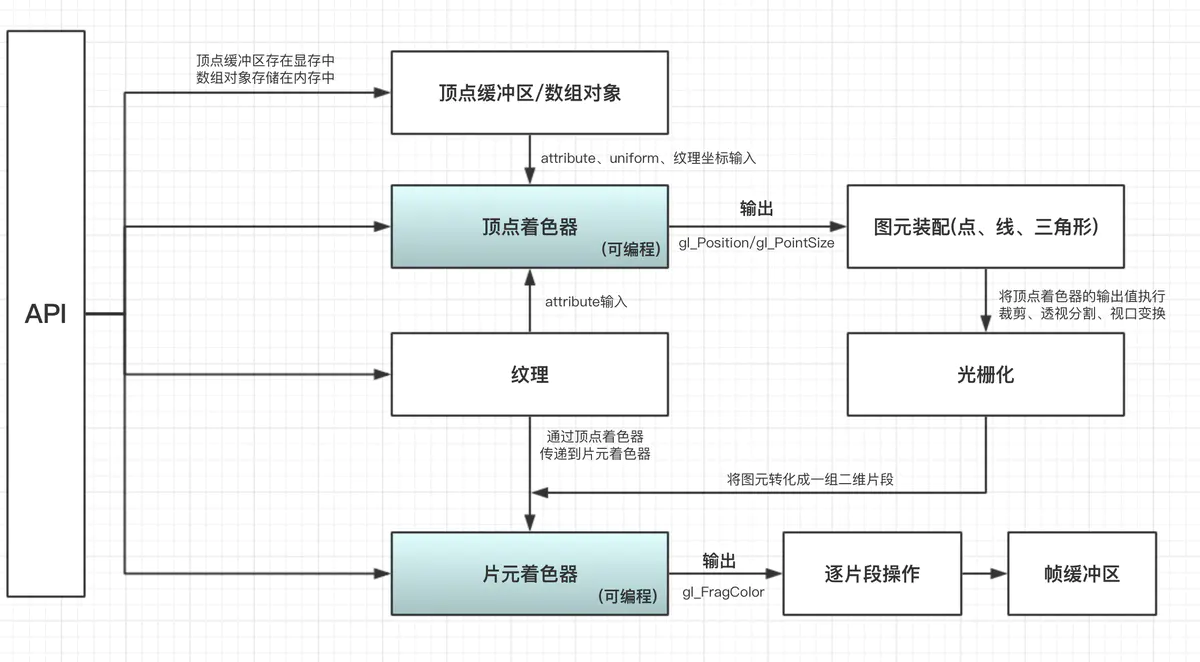 顶点缓冲区存在显存中
数组对象存储在内存中
顶点缓冲区/数组对象
attribute、uniform、纹理坐标输入
顶点着色器
(可编程)
输出
gl_Position/gl_PointSize
图元装配(点、线、三角形)
API
attribute输入
将顶点着色器的输出值执行
裁剪、透视分割、视口变换
纹理
光栅化
通过顶点着色器
传递到片元着色器
将图元转化成一组二维片段
片元着色器
(可编程)
输出
gl_FragColor
逐片段操作
帧缓冲区